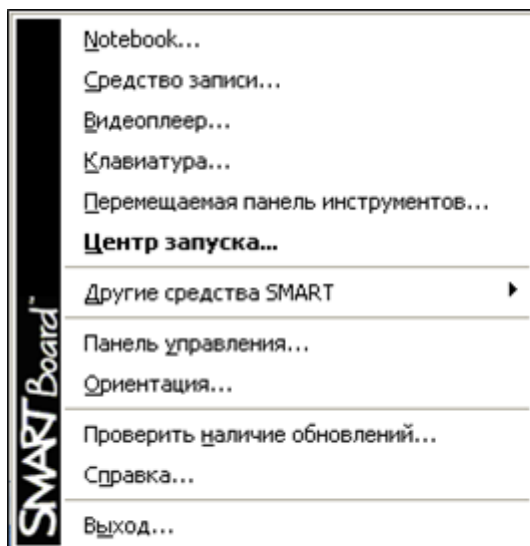 Notebook...
Средство записи...
Видеоплеер...
Клавиатура...
Перемещаемая панель инструментов...
Центр запуска...
Другие средства SMART
Панель управления...
Ориентация...
Проверить наличие обновлений...
Справка...
Выход...
SMART Board™